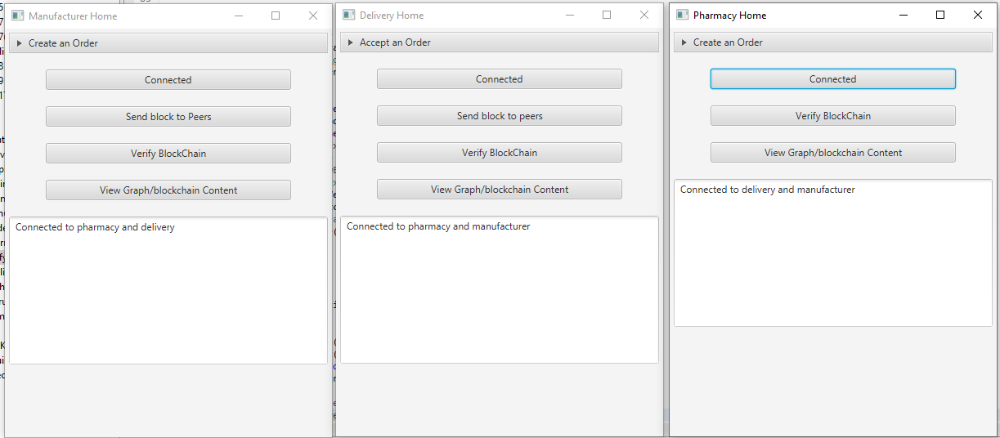 Manufacturer Home
Create an Order
Connected
Send block to Peers
Verify BlockChain
View Graph/blockchain Content
Connected to pharmacy and delivery
Delivery Home
Accept an Order
Connected
Send block to peers
Verify BlockChain
View Graph/blockchain Content
Connected to pharmacy and manufacturer
Pharmacy Home
Create an Order
Connected
Verify BlockChain
View Graph/blockchain Content
Connected to delivery and manufacturer